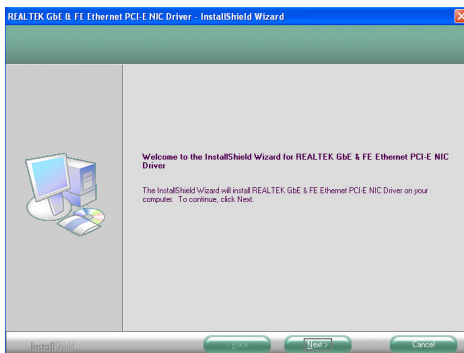 REALTEK GbE & FE Ethernet PCI-E NIC Driver - InstallShield Wizard
Welcome to the InstallShield Wizard for REALTEK GbE & FE Ethernet PCI-E NIC
Driver
The InstallShield Wizard will install REALTEK GbE & FE Ethernet PCI-E NIC Driver on your
computer. To continue, click Next.
InstallShield
< Back
Next >
Cancel